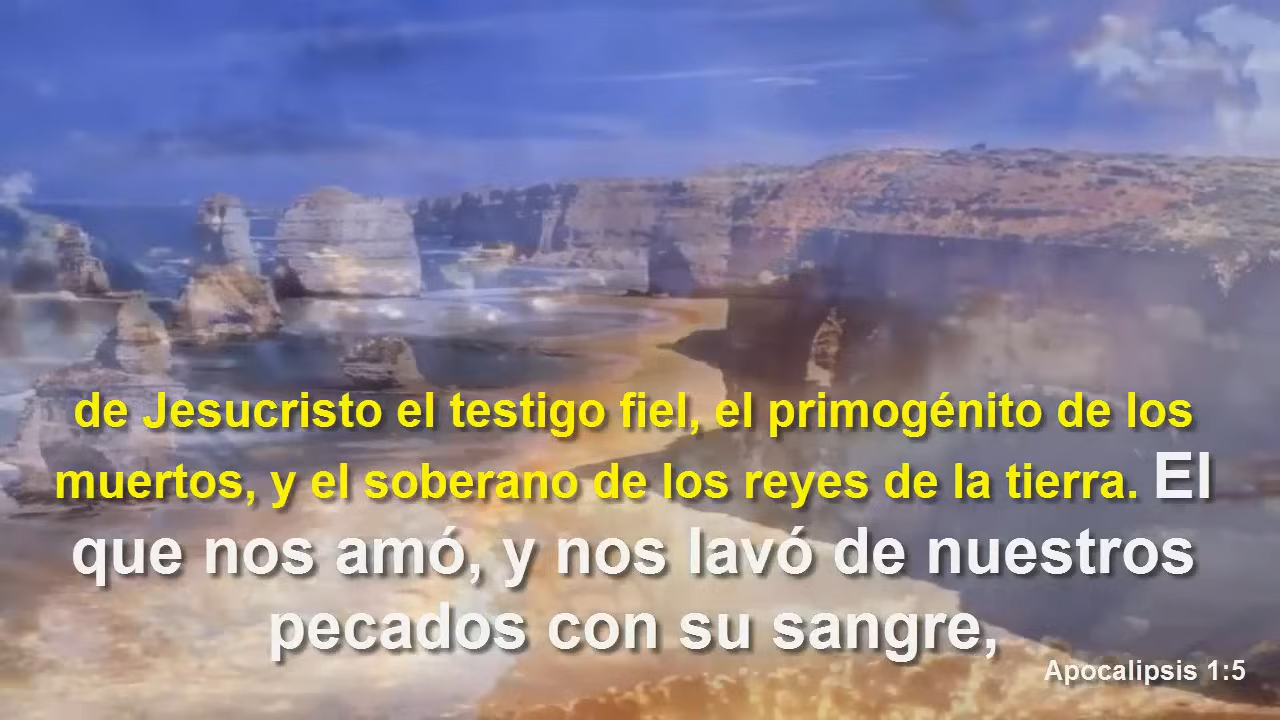 de Jesucristo el testigo fiel, el primogénito de los
muertos, y el soberano de los reyes de la tierra. El
que nos amó, y nos lavó de nuestros
pecados con su sangre,
Apocalipsis 1:5